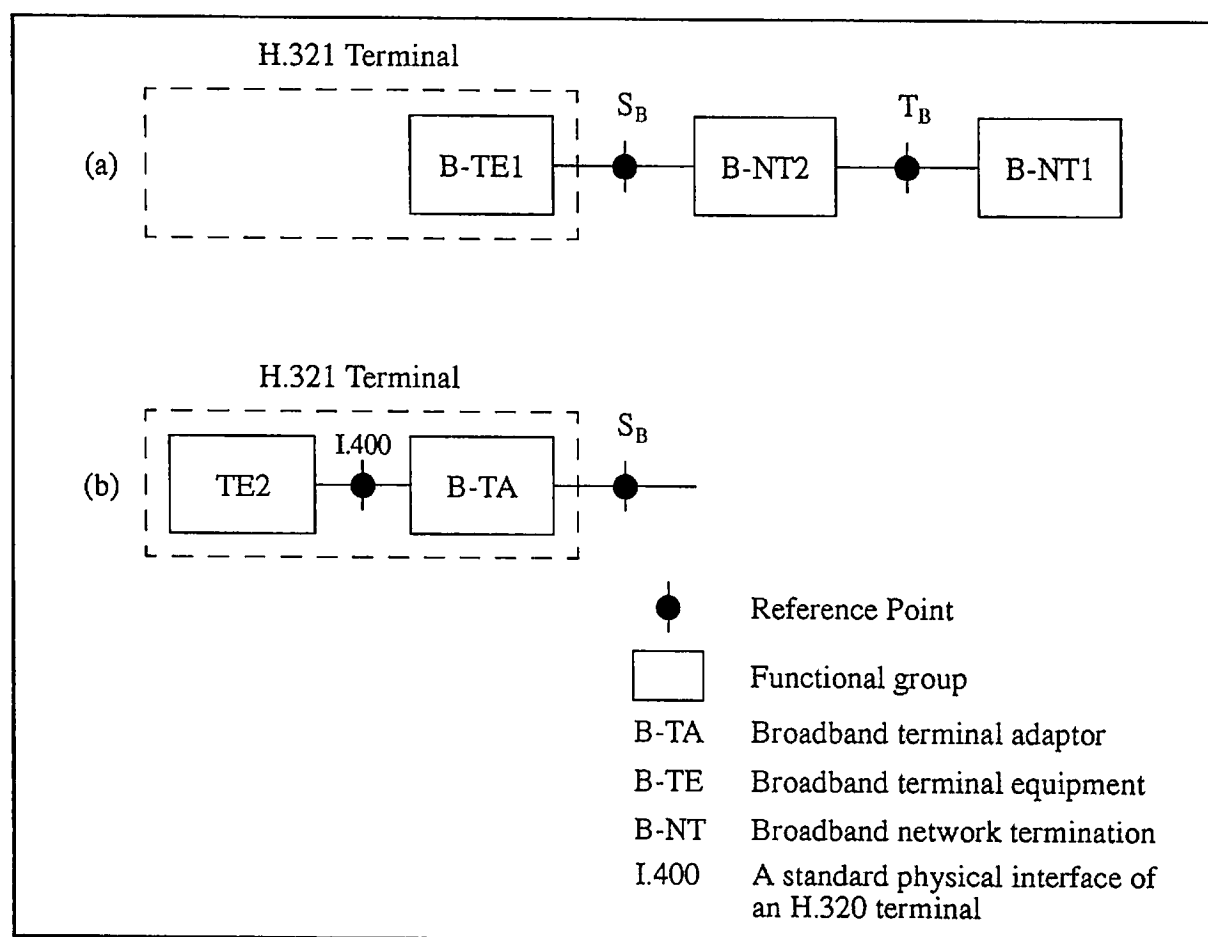 H.321 Terminal
(a)
B-TE1
S_B
B-NT2
T_B
B-NT1
H.321 Terminal
(b)
TE2
I.400
B-TA
S_B
Reference Point
Functional group
B-TA Broadband terminal adaptor
B-TE Broadband terminal equipment
B-NT Broadband network termination
I.400 A standard physical interface of
an H.320 terminal